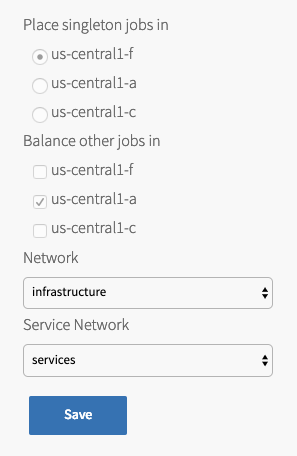 Place singleton jobs in
us-central1-f
us-central1-a
us-central1-c
Balance other jobs in
us-central1-f
us-central1-a
us-central1-c
Network
infrastructure
Service Network
services
Save